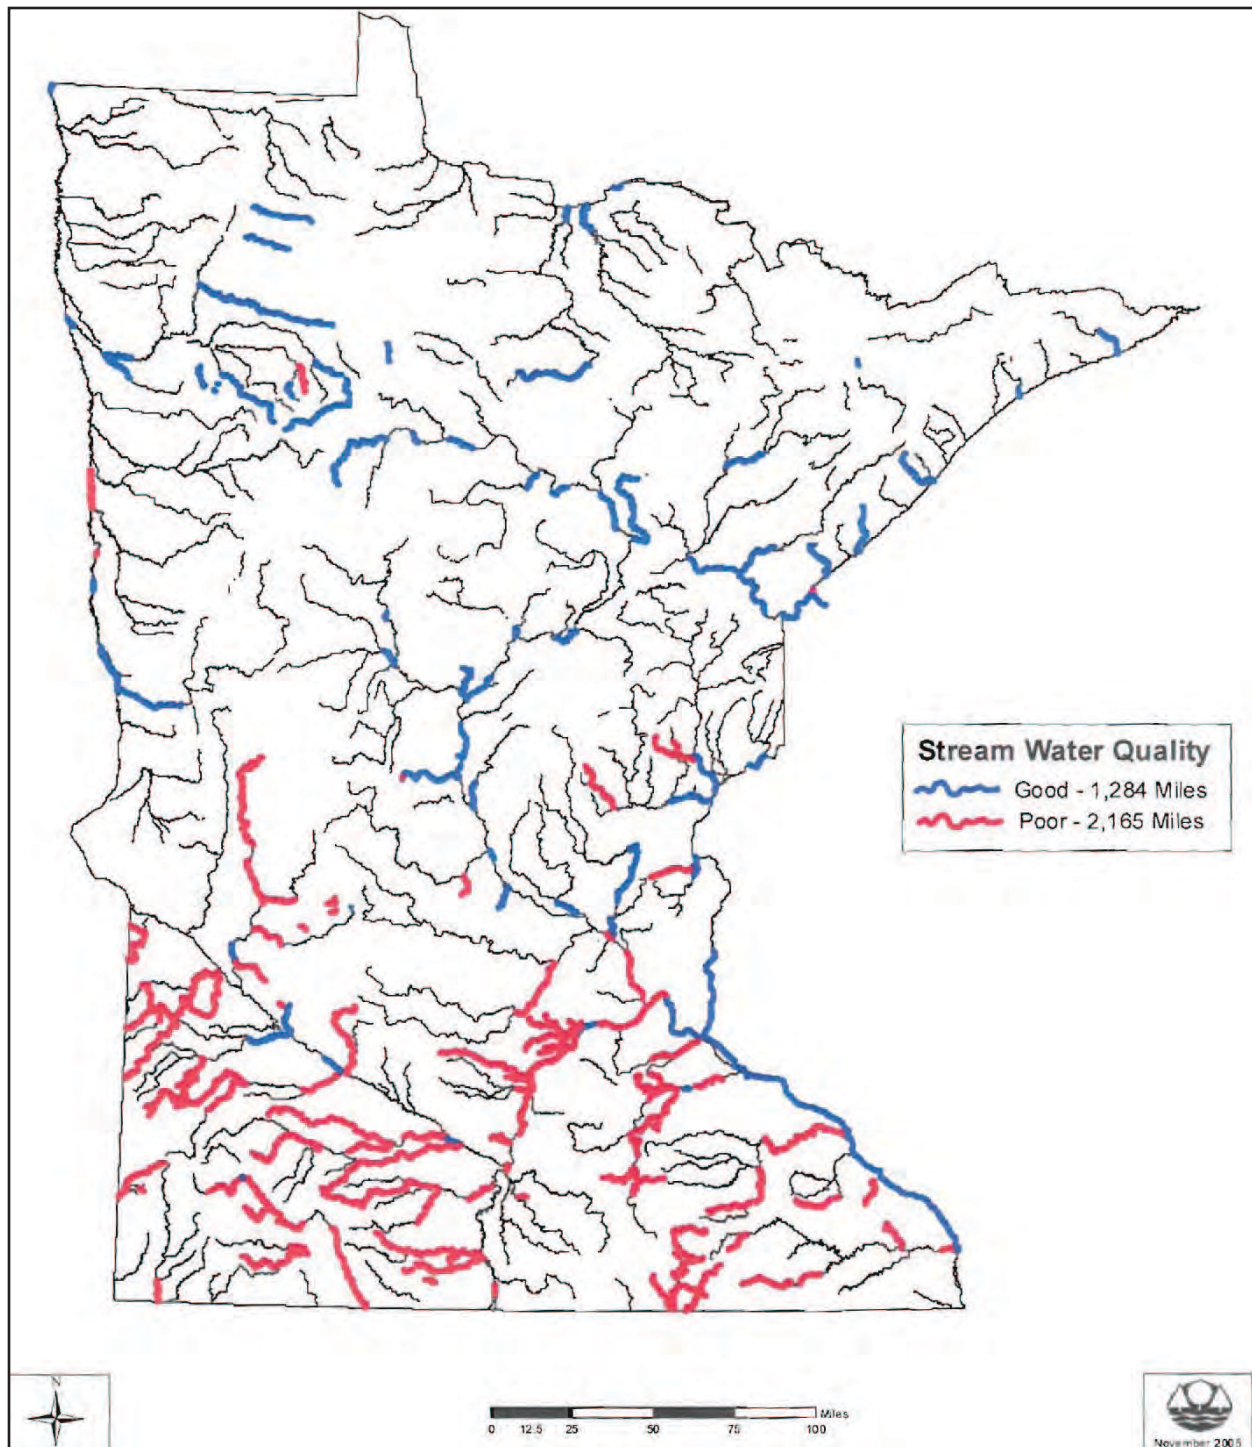 Stream Water Quality
Good - 1,284 Miles
Poor - 2,165 Miles
N
Miles
0 12.5 25 50 75 100
November 2005